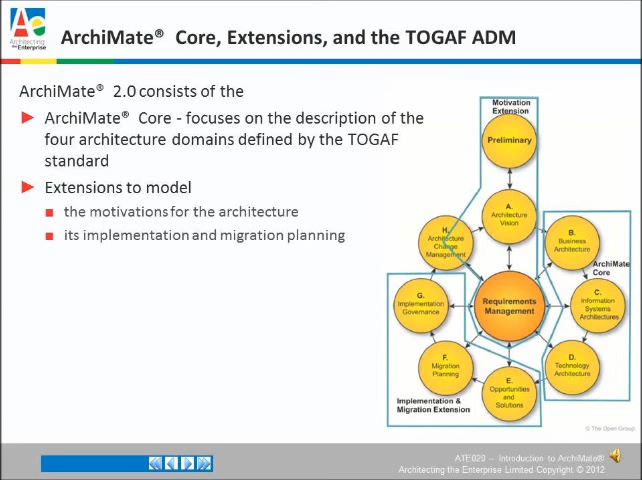 Ae
Architecting
the Enterprise
ArchiMate® Core, Extensions, and the TOGAF ADM
ArchiMate® 2.0 consists of the
ArchiMate® Core - focuses on the description of the
four architecture domains defined by the TOGAF
standard
Extensions to model
the motivations for the architecture
its implementation and migration planning
Motivation
Extension
Preliminary
A.
Architecture
Vision
H.
Architecture
Change
Management
B.
Business
Architecture
ArchiMate
Core
G.
Implementation
Governance
Requirements
Management
C.
Information
Systems
Architectures
F.
Migration
Planning
D.
Technology
Architecture
E.
Opportunities
and
Solutions
Implementation &
Migration Extension
© The Open Group
ATE020 – Introduction to ArchiMate®
Architecting the Enterprise Limited Copyright © 2012